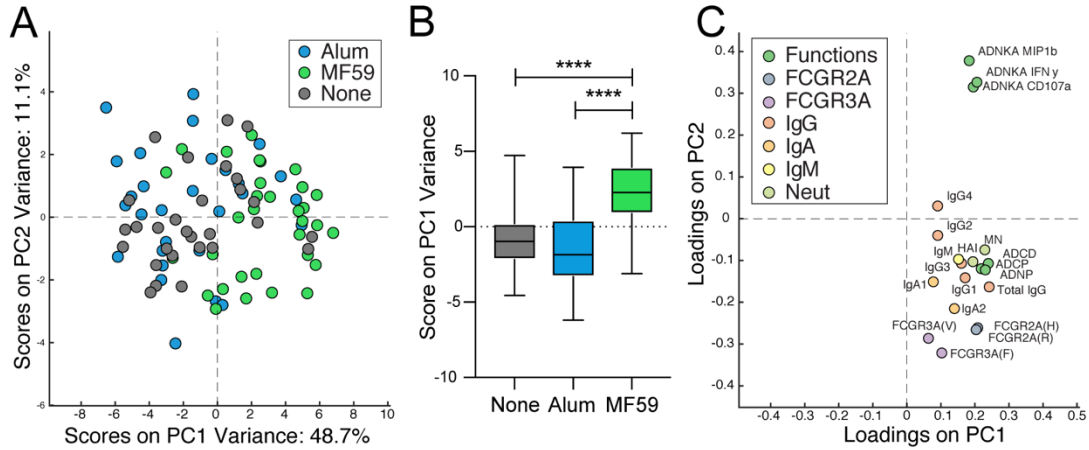 A
Scores on PC2 Variance: 11.1%
4
2
0
-2
-4
-6
-8
-6
-4
-2
0
2
4
6
8
10
Scores on PC1 Variance: 48.7%
Alum
MF59
None
B
Score on PC1 Variance
10
5
0
-5
-10
****
****
None Alum MF59
C
Loadings on PC2
0.4
0.3
0.2
0.1
0
-0.1
-0.2
-0.3
-0.4
-0.4
-0.3
-0.2
-0.1
0
0.1
0.2
0.3
0.4
0.5
Loadings on PC1
Functions
FCGR2A
FCGR3A
IgG
IgA
IgM
Neut
ADNKA MIP1b
ADNKA IFN y
ADNKA CD107a
IgG4
IgG2
MN
HAI
IgM
ADCD
ADCP
IgG3
ADNP
IgA1
IgG1
Total IgG
IgA2
FCGR3A(V)
FCGR2A(H)
FCGR2A(R)
FCGR3A(F)